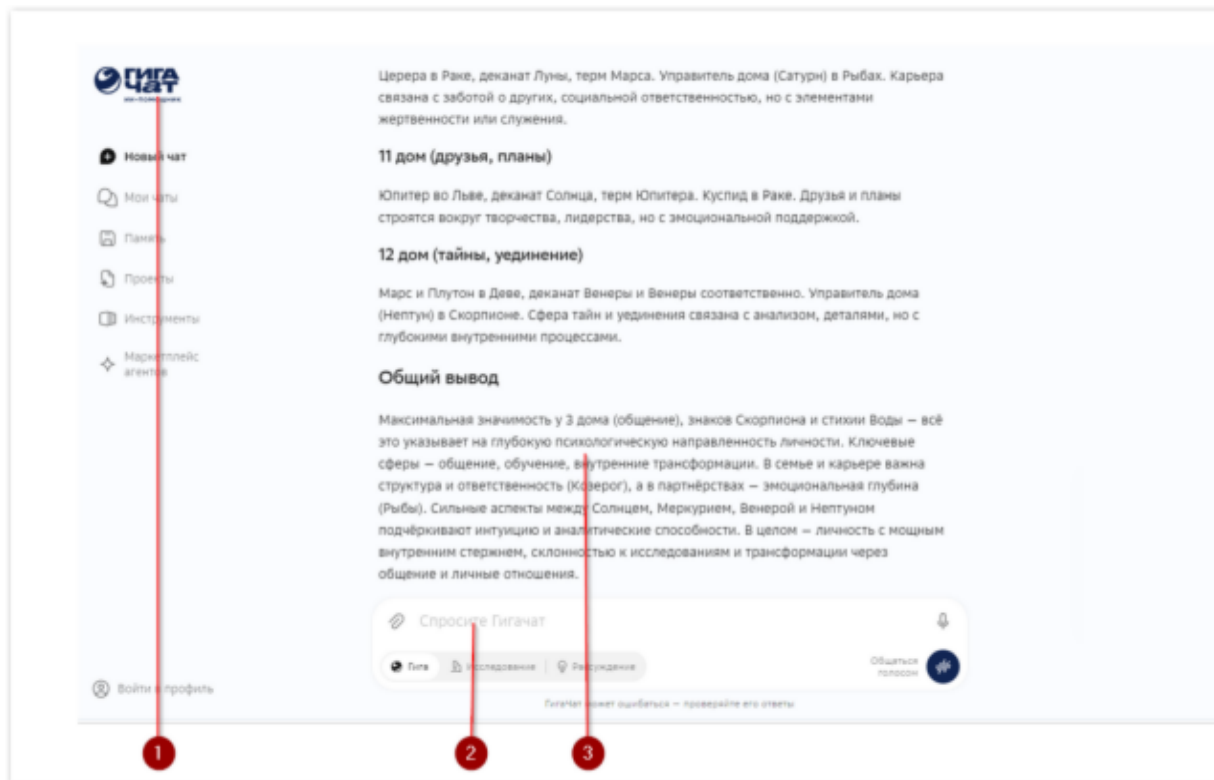 ГИГА
ЧАТ
ИИ-помощник
Новый чат
Мои чаты
Память
Проекты
Инструменты
Маркетплейс
агентов
Войти в профиль
Церера в Раке, деканат Луны, терм Марса. Управитель дома (Сатурн) в Рыбах. Карьера
связана с заботой о других, социальной ответственностью, но с элементами
жертвенности или служения.
11 дом (друзья, планы)
Юпитер во Льве, деканат Солнца, терм Юпитера. Куспид в Раке. Друзья и планы
строятся вокруг творчества, лидерства, но с эмоциональной поддержкой.
12 дом (тайны, уединение)
Марс и Плутон в Деве, деканат Венеры и Венеры соответственно. Управитель дома
(Нептун) в Скорпионе. Сфера тайн и уединения связана с анализом, деталями, но с
глубокими внутренними процессами.
Общий вывод
Максимальная значимость у 3 дома (общение), знаков Скорпиона и стихии Воды — всё
это указывает на глубокую психологическую направленность личности. Ключевые
сферы — общение, обучение, внутренние трансформации. В семье и карьере важна
структура и ответственность (Козерог), а в партнёрствах — эмоциональная глубина
(Рыбы). Сильные аспекты между Солнцем, Меркурием, Венерой и Нептуном
подчёркивают интуицию и аналитические способности. В целом — личность с мощным
внутренним стержнем, склонностью к исследованиям и трансформации через
общение и личные отношения.
Спросите Гигачат
Гига Исследование Рассуждение
Общаться
голосом
ГигаЧат может ошибаться — проверяйте его ответы
1 2 3